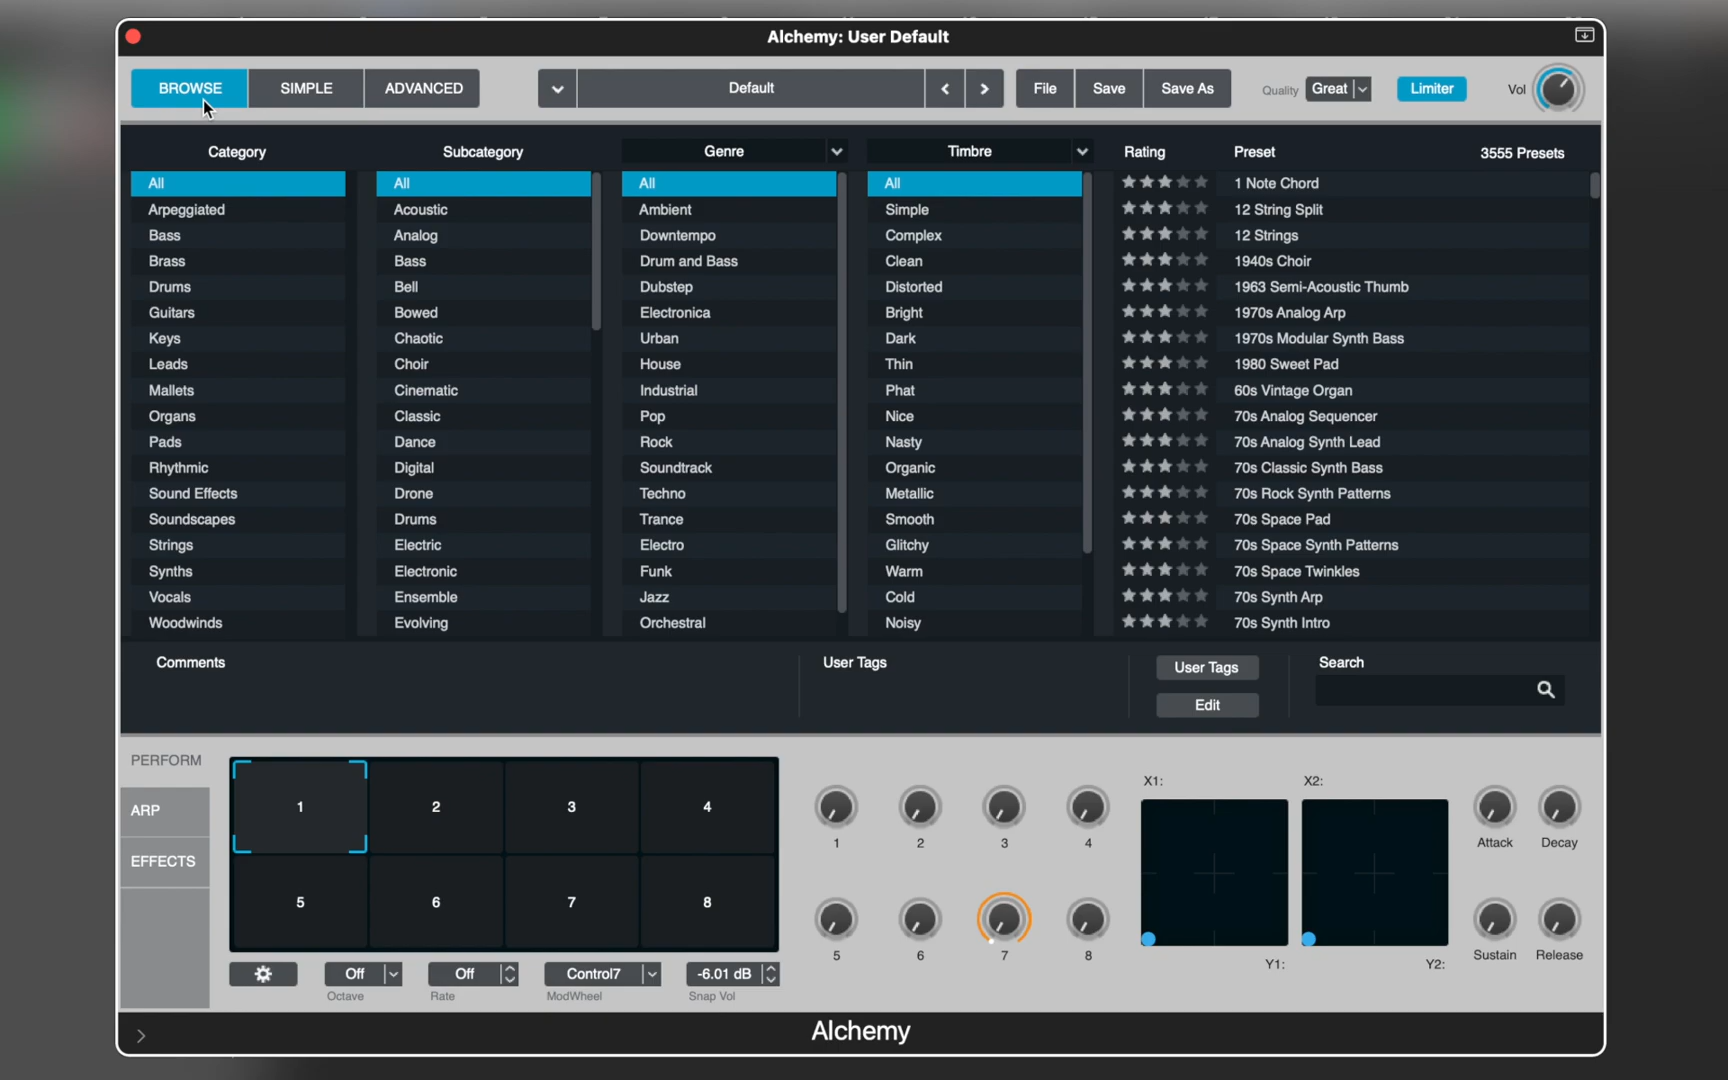 Alchemy: User Default
BROWSE SIMPLE ADVANCED Default File Save Save As Quality Great Limiter Vol
Category Subcategory Genre Timbre Rating Preset 3555 Presets
All All All All 1 Note Chord
Arpeggiated Acoustic Ambient Simple 12 String Split
Bass Analog Downtempo Complex 12 Strings
Brass Bass Drum and Bass Clean 1940s Choir
Drums Bell Dubstep Distorted 1963 Semi-Acoustic Thumb
Guitars Bowed Electronica Bright 1970s Analog Arp
Keys Chaotic Urban Dark 1970s Modular Synth Bass
Leads Choir House Thin 1980 Sweet Pad
Mallets Cinematic Industrial Phat 60s Vintage Organ
Organs Classic Pop Nice 70s Analog Sequencer
Pads Dance Rock Nasty 70s Analog Synth Lead
Rhythmic Digital Soundtrack Organic 70s Classic Synth Bass
Sound Effects Drone Techno Metallic 70s Rock Synth Patterns
Soundscapes Drums Trance Smooth 70s Space Pad
Strings Electric Electro Glitchy 70s Space Synth Patterns
Synths Electronic Funk Warm 70s Space Twinkles
Vocals Ensemble Jazz Cold 70s Synth Arp
Woodwinds Evolving Orchestral Noisy 70s Synth Intro
Comments User Tags User Tags Search
Edit
PERFORM
ARP
EFFECTS
1 2 3 4
5 6 7 8
Off Off Control7 -6.01 dB
Octave Rate ModWheel Snap Vol
1 2 3 4
5 6 7 8
X1: X2:
Y1: Y2:
Attack Decay
Sustain Release
Alchemy